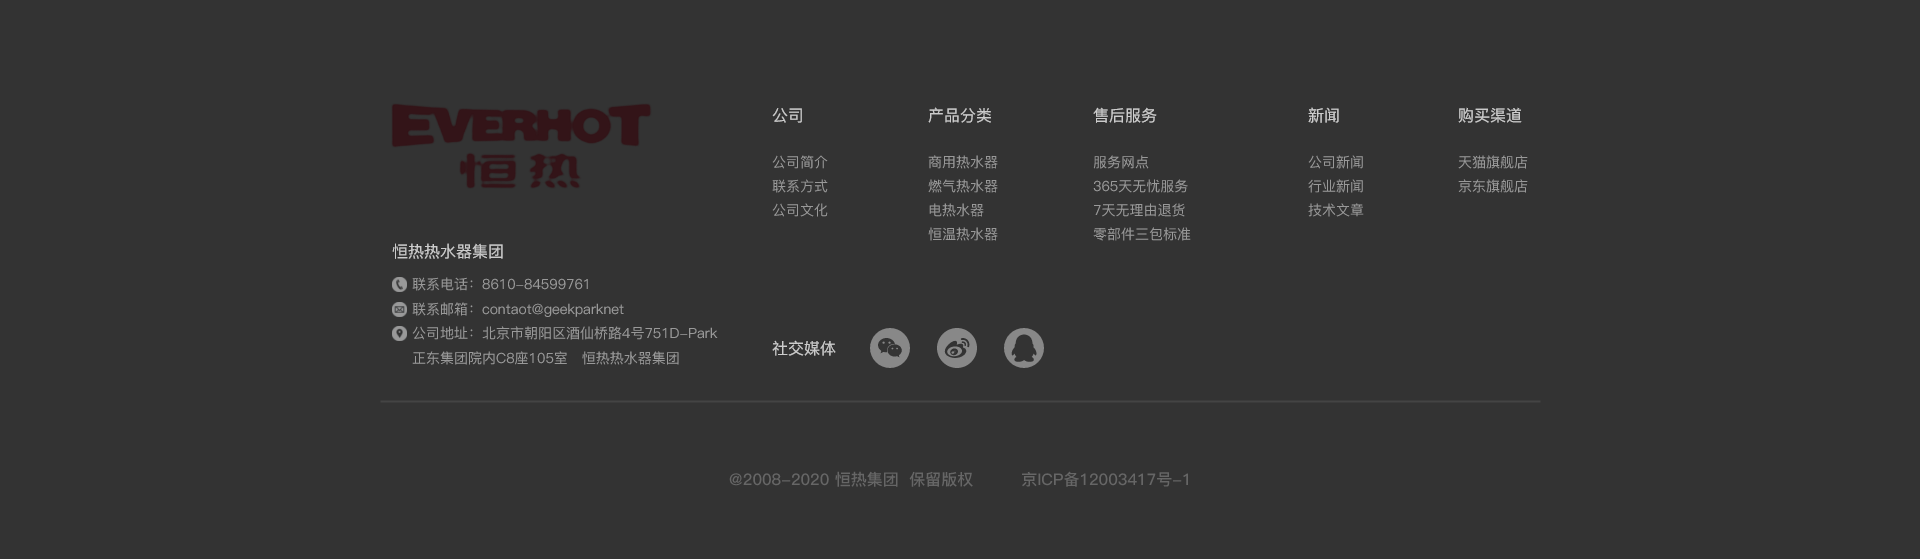 EVERHOT
恒热
恒热热水器集团
联系电话：8610-84599761
联系邮箱：contaot@geekparknet
公司地址：北京市朝阳区酒仙桥路4号751D-Park
正东集团院内C8座105室 恒热热水器集团
公司
公司简介
联系方式
公司文化
产品分类
商用热水器
燃气热水器
电热水器
恒温热水器
售后服务
服务网点
365天无忧服务
7天无理由退货
零部件三包标准
新闻
公司新闻
行业新闻
技术文章
购买渠道
天猫旗舰店
京东旗舰店
社交媒体
@2008-2020 恒热集团 保留版权 京ICP备12003417号-1